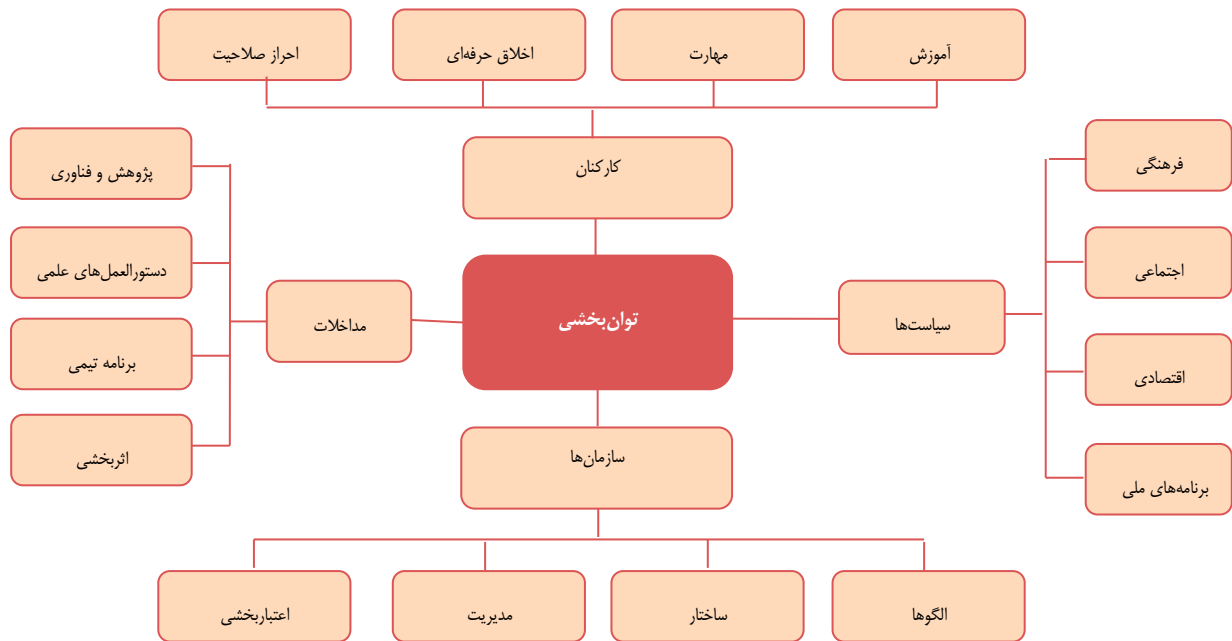 آموزش
مهارت
اخلاق حرفه‌ای
احراز صلاحیت
کارکنان
فرهنگی
اجتماعی
اقتصادی
برنامه‌های ملی
سیاست‌ها
توان‌بخشی
مداخلات
پژوهش و فناوری
دستورالعمل‌های علمی
برنامه تیمی
اثربخشی
سازمان‌ها
الگوها
ساختار
مدیریت
اعتباربخشی